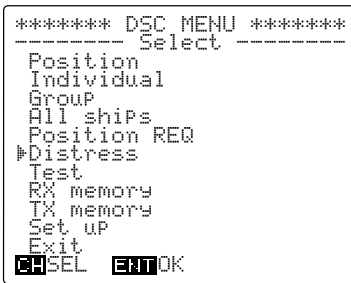 ******* DSC MENU *******
--------- Select ---------
Position
Individual
Group
All ships
Position REQ
Distress
Test
RX memory
TX memory
Set up
Exit
CH SEL ENT OK